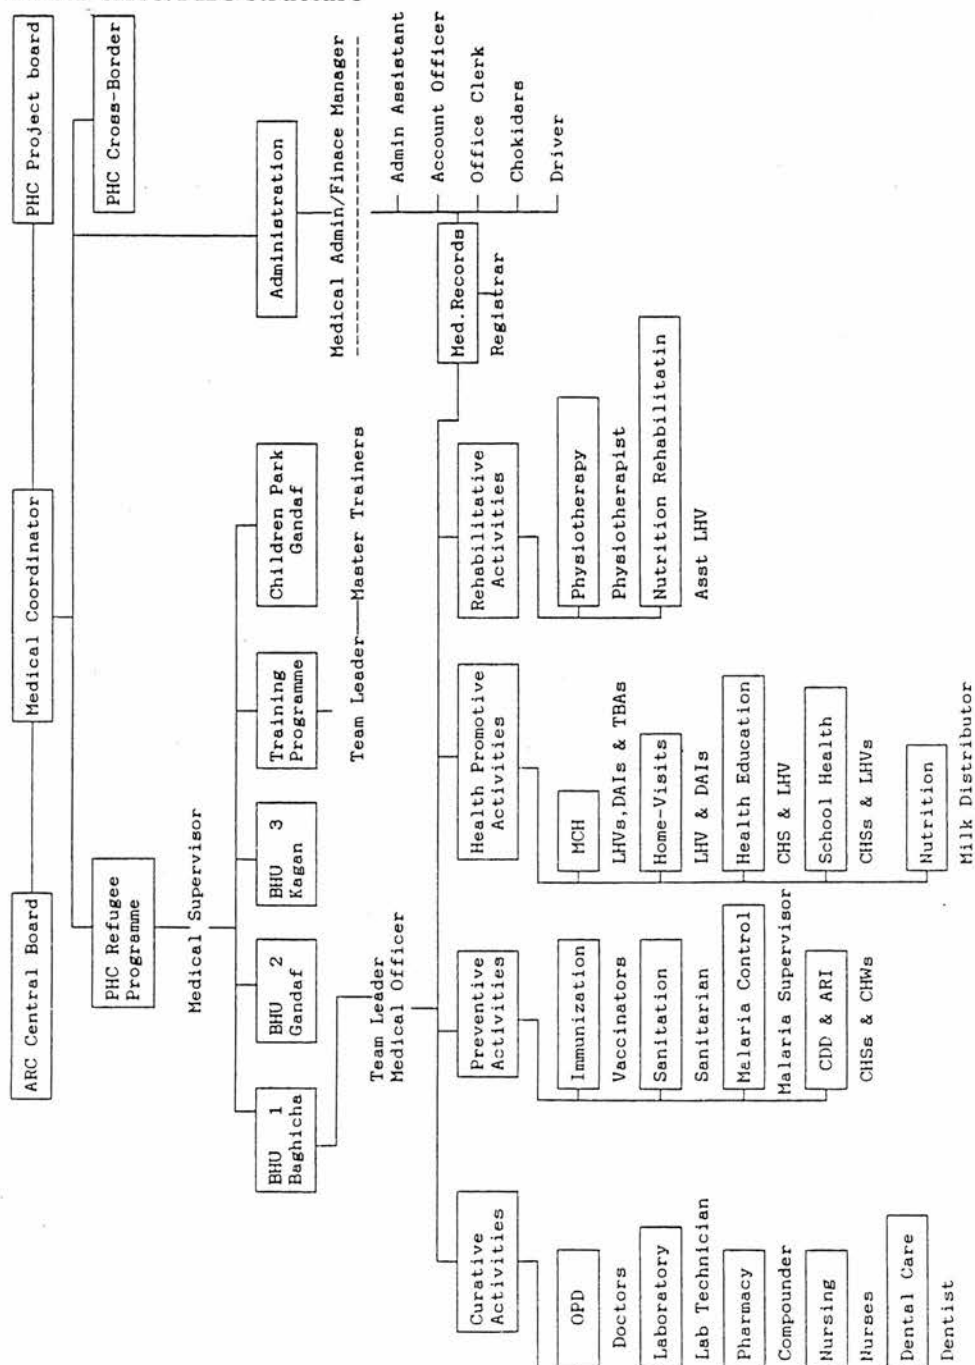 ARC Central Board
Medical Coordinator
PHC Project board
PHC Refugee
Programme
PHC Cross-Border
Medical Supervisor
BHU 1
Baghicha
BHU 2
Gandaf
BHU 3
Kagan
Training
Programme
Children Park
Gandaf
Administration
Team Leader
Medical Officer
Team Leader
Master Trainers
Medical Admin/Finace Manager
Admin Assistant
Account Officer
Office Clerk
Chokidars
Driver
Med.Records
Registrar
Curative
Activities
OPD
Doctors
Laboratory
Lab Technician
Pharmacy
Compounder
Nursing
Nurses
Dental Care
Dentist
Preventive
Activities
Immunization
Vaccinators
Sanitation
Sanitarian
Malaria Control
Malaria Supervisor
CDD & ARI
CHSs & CHWs
Health Promotive
Activities
MCH
LHVs,DAIs & TBAs
Home-Visits
LHV & DAIs
Health Education
CHS & LHV
School Health
CHSs & LHVs
Nutrition
Milk Distributor
Rehabilitative
Activities
Physiotherapy
Physiotherapist
Nutrition Rehabilitatin
Asst LHV